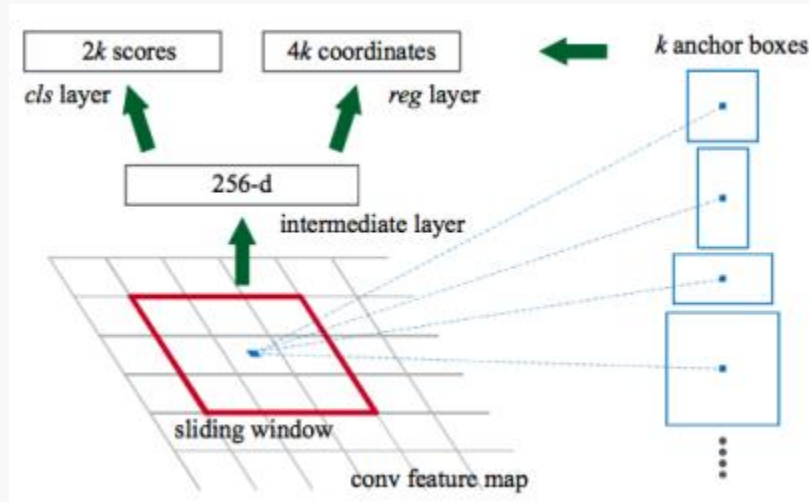 2k scores
4k coordinates
k anchor boxes
cls layer
reg layer
256-d
intermediate layer
sliding window
conv feature map